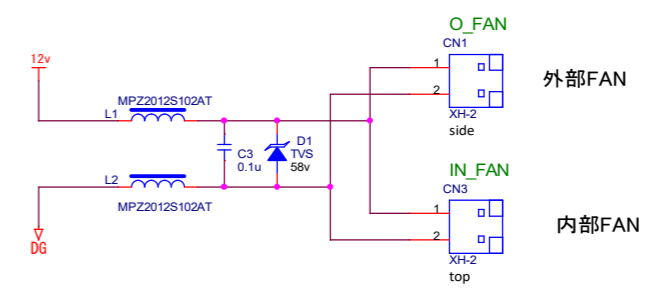 O_FAN
CN1
12v
1
外部FAN
2
MPZ2012S102AT
L1
XH-2
side
D1
C3
TVS
0.1u
58v
IN_FAN
L2
CN3
MPZ2012S102AT
1
内部FAN
2
DG
XH-2
top